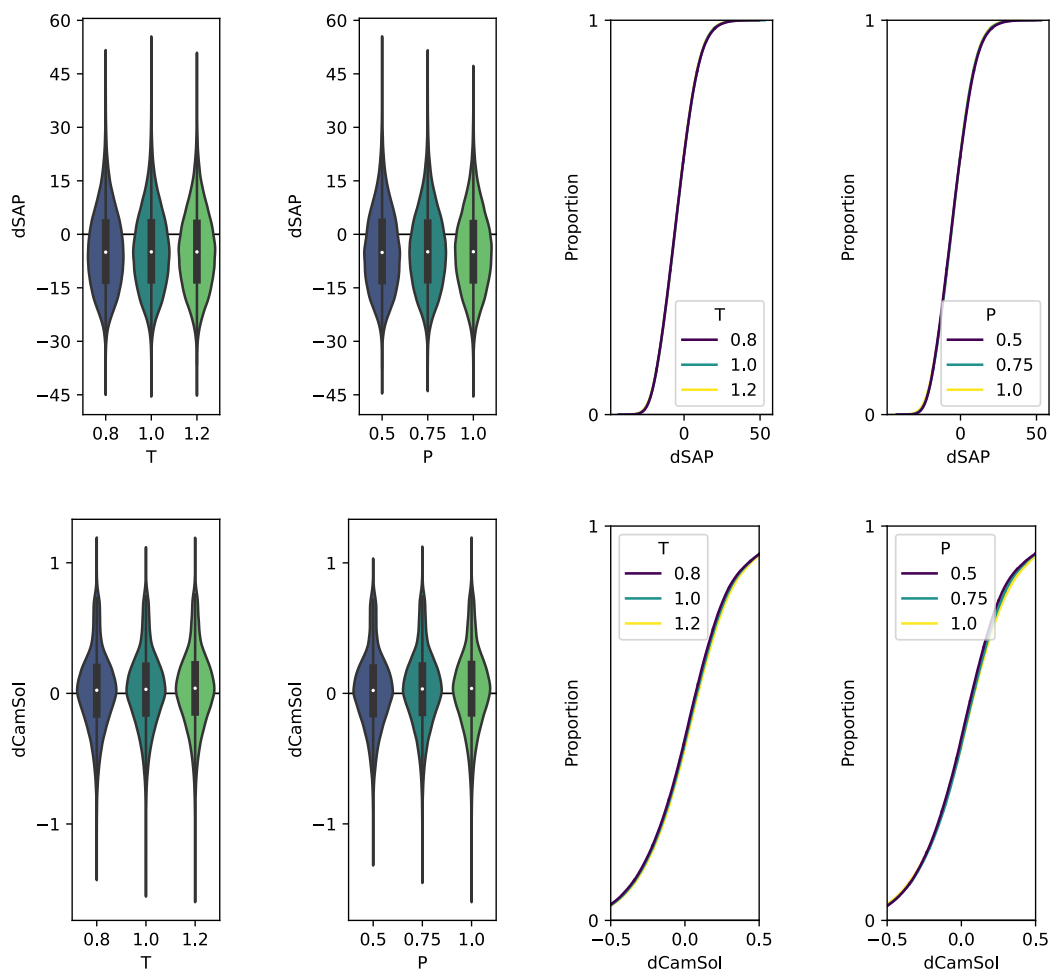 60
45
30
15
0
−15
−30
−45
dSAP
0.8 1.0 1.2
T
60
45
30
15
0
−15
−30
−45
dSAP
0.5 0.75 1.0
P
1
0
Proportion
T
0.8
1.0
1.2
0 50
dSAP
1
0
Proportion
P
0.5
0.75
1.0
0 50
dSAP
1
0
−1
dCamSol
0.8 1.0 1.2
T
1
0
−1
dCamSol
0.5 0.75 1.0
P
1
0
Proportion
T
0.8
1.0
1.2
−0.5 0.0 0.5
dCamSol
1
0
Proportion
P
0.5
0.75
1.0
−0.5 0.0 0.5
dCamSol